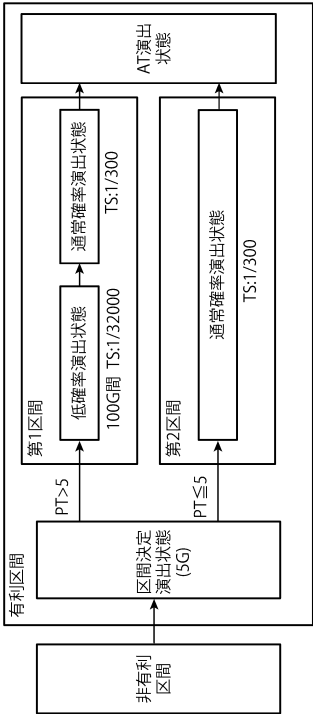 非有利
区間
有利区間
区間決定
演出状態
(5G)
PT>5
PT≦5
第1区間
低確率演出状態
100G間 TS:1/32000
通常確率演出状態
TS:1/300
第2区間
通常確率演出状態
TS:1/300
AT演出
状態